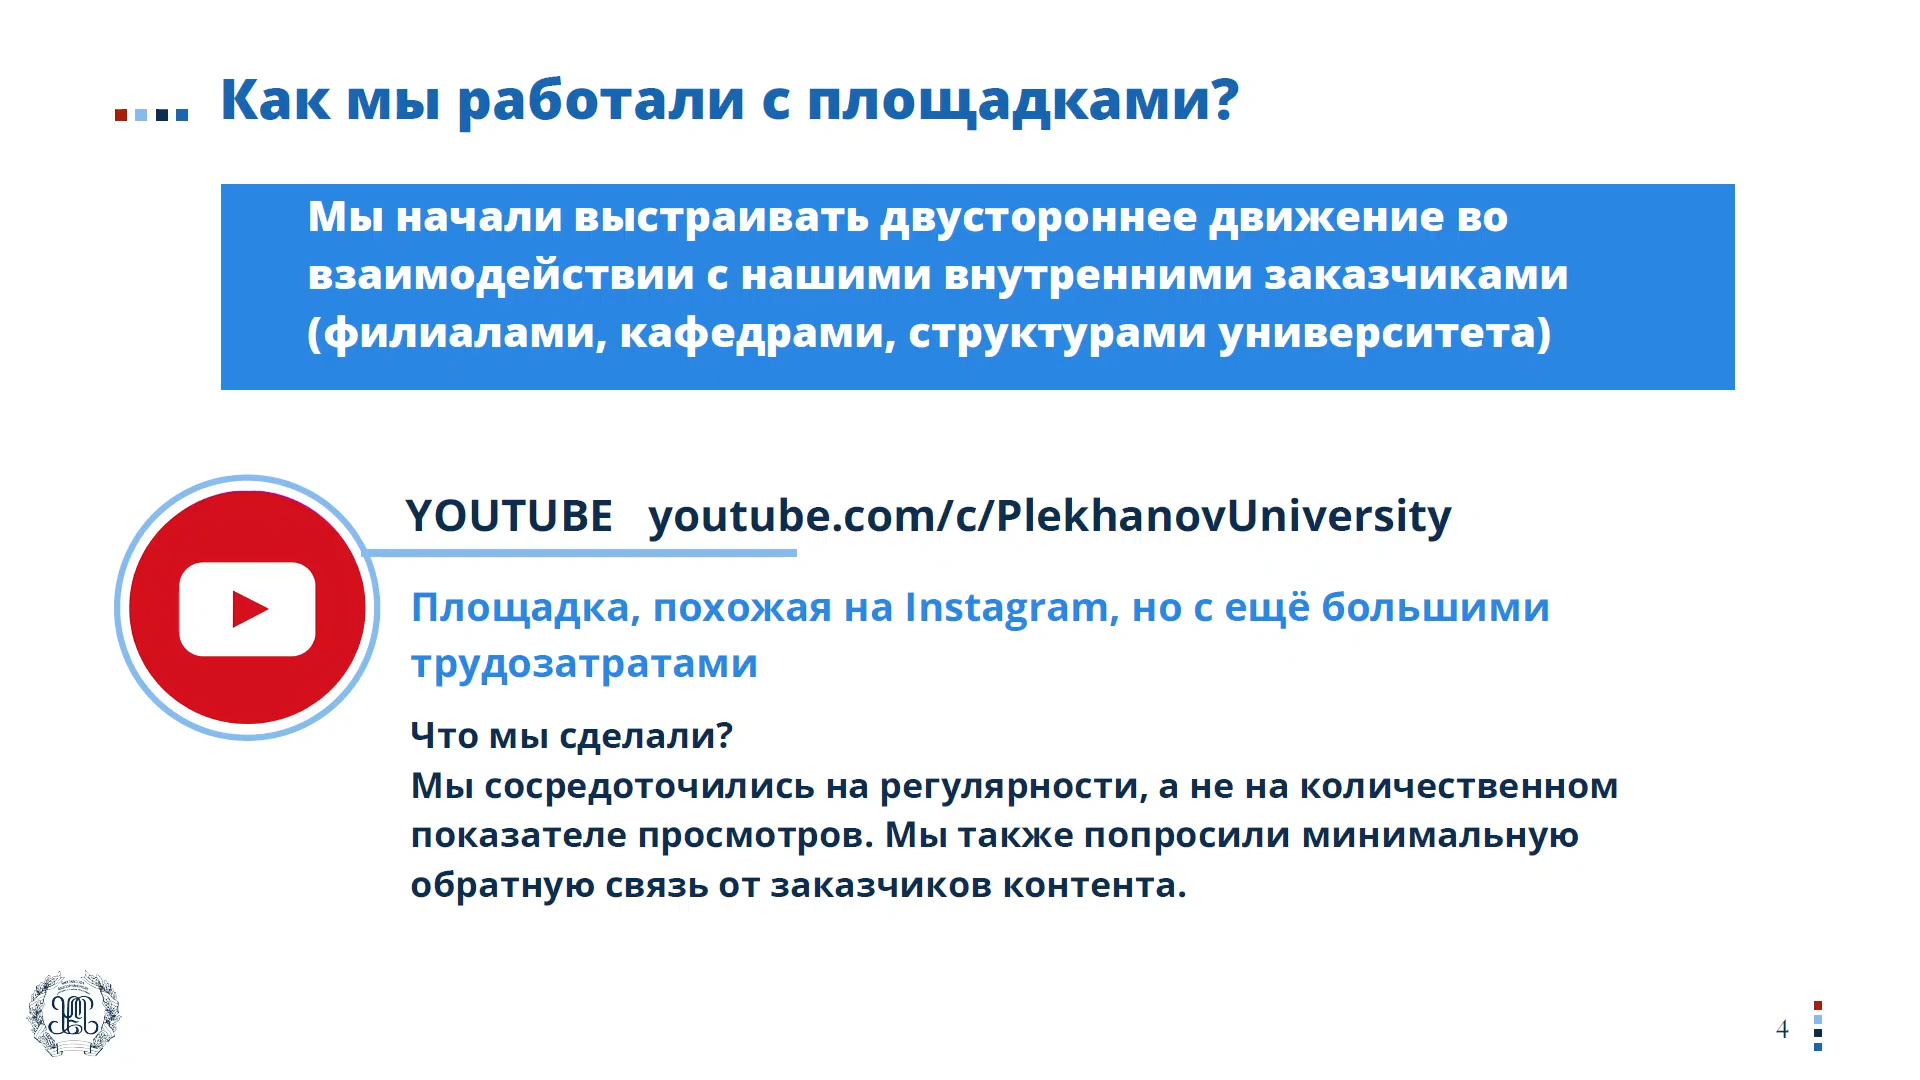 Как мы работали с площадками?
Мы начали выстраивать двустороннее движение во
взаимодействии с нашими внутренними заказчиками
(филиалами, кафедрами, структурами университета)
YOUTUBE youtube.com/c/PlekhanovUniversity
Площадка, похожая на Instagram, но с ещё большими
трудозатратами
Что мы сделали?
Мы сосредоточились на регулярности, а не на количественном
показателе просмотров. Мы также попросили минимальную
обратную связь от заказчиков контента.
4